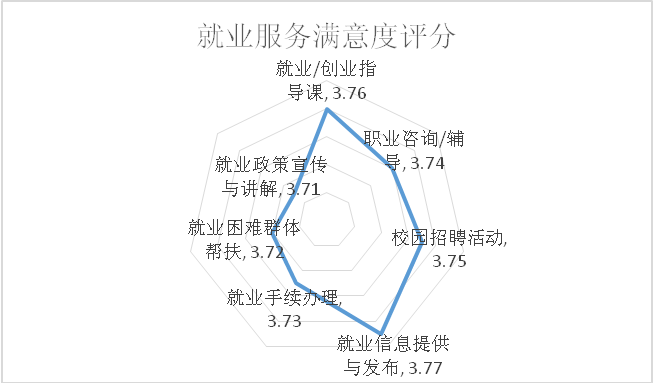 就业服务满意度评分
就业/创业指
导课, 3.76
职业咨询/辅
导, 3.74
校园招聘活动,
3.75
就业信息提供
与发布, 3.77
就业手续办理,
3.73
就业困难群体
帮扶, 3.72
就业政策宣传
与讲解, 3.71